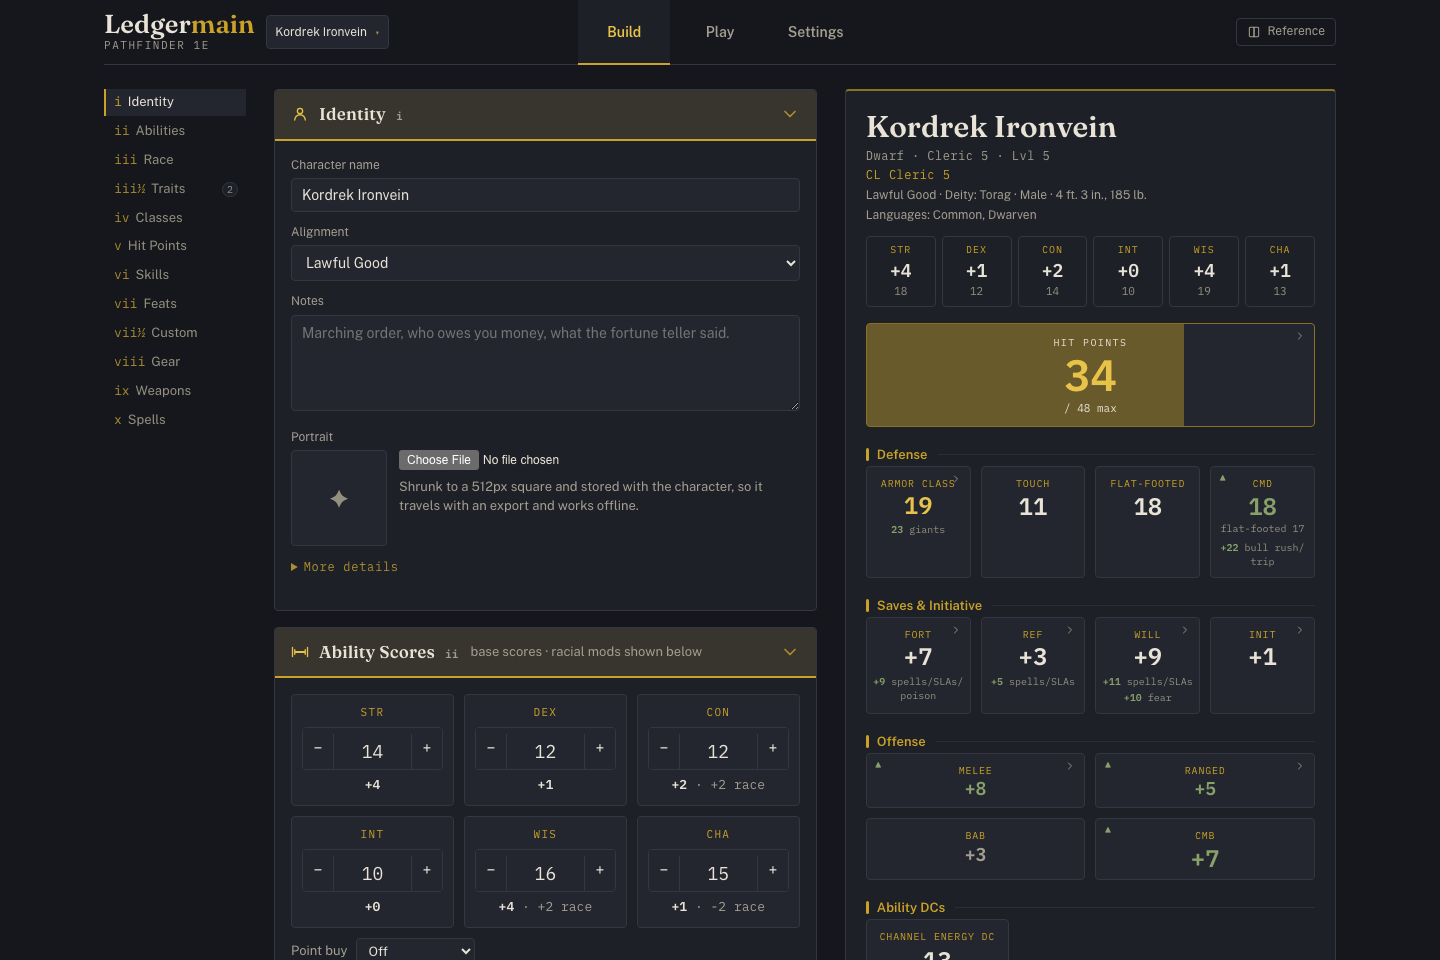 Ledgermain
PATHFINDER 1E
Kordrek Ironvein
Build
Play
Settings
Reference
i Identity
ii Abilities
iii Race
iii½ Traits 2
iv Classes
v Hit Points
vi Skills
vii Feats
vii½ Custom
viii Gear
ix Weapons
x Spells
Identity i
Character name
Kordrek Ironvein
Alignment
Lawful Good
Notes
Marching order, who owes you money, what the fortune teller said.
Portrait
Choose File No file chosen
Shrunk to a 512px square and stored with the character, so it
travels with an export and works offline.
More details
Ability Scores ii base scores · racial mods shown below
STR
− 14 +
+4
DEX
− 12 +
+1
CON
− 12 +
+2 · +2 race
INT
− 10 +
+0
WIS
− 16 +
+4 · +2 race
CHA
− 15 +
+1 · -2 race
Point buy Off
Kordrek Ironvein
Dwarf · Cleric 5 · Lvl 5
CL Cleric 5
Lawful Good · Deity: Torag · Male · 4 ft. 3 in., 185 lb.
Languages: Common, Dwarven
STR
+4
18
DEX
+1
12
CON
+2
14
INT
+0
10
WIS
+4
19
CHA
+1
13
HIT POINTS
34
/ 48 max
Defense
ARMOR CLASS
19
23 giants
TOUCH
11
FLAT-FOOTED
18
▲ CMD
18
flat-footed 17
+22 bull rush/
trip
Saves & Initiative
FORT
+7
+9 spells/SLAs/
poison
REF
+3
+5 spells/SLAs
WILL
+9
+11 spells/SLAs
+10 fear
INIT
+1
Offense
▲ MELEE
+8
▲ RANGED
+5
BAB
+3
▲ CMB
+7
Ability DCs
CHANNEL ENERGY DC
13